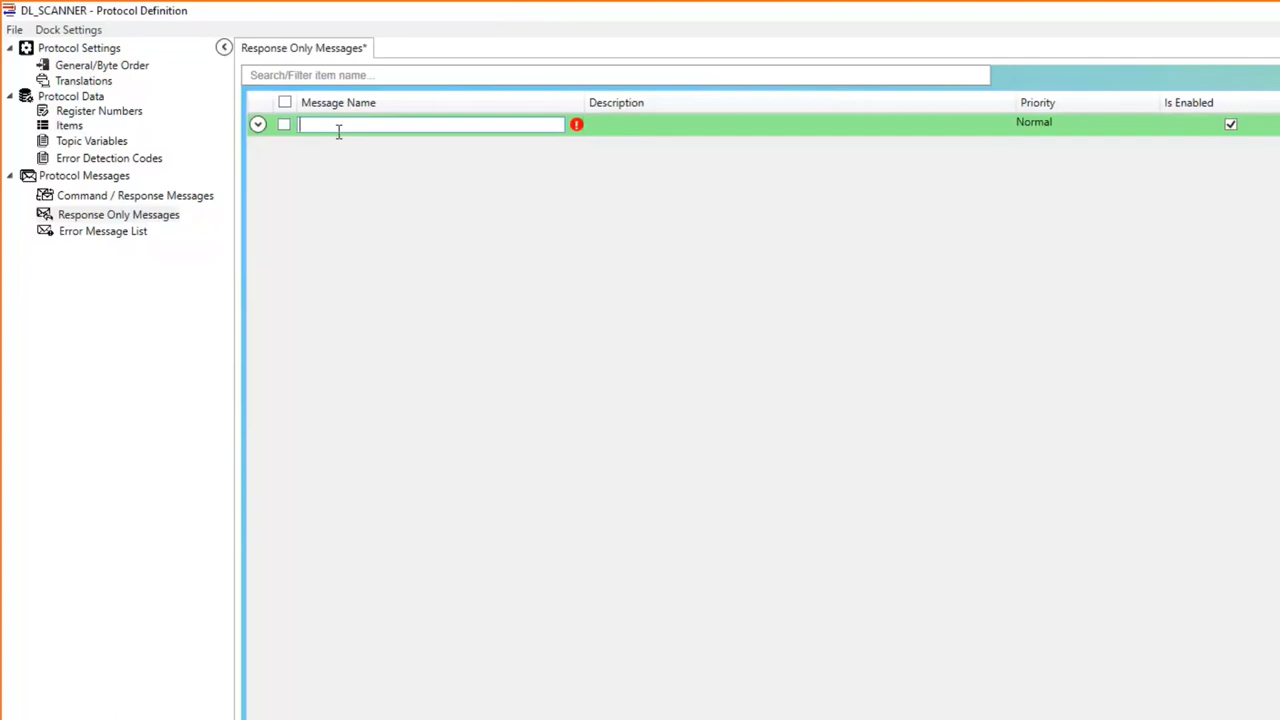 DL_SCANNER - Protocol Definition
File Dock Settings
Protocol Settings
General/Byte Order
Translations
Protocol Data
Register Numbers
Items
Topic Variables
Error Detection Codes
Protocol Messages
Command / Response Messages
Response Only Messages
Error Message List
Response Only Messages*
Search/Filter item name...
Message Name Description Priority Is Enabled
Normal